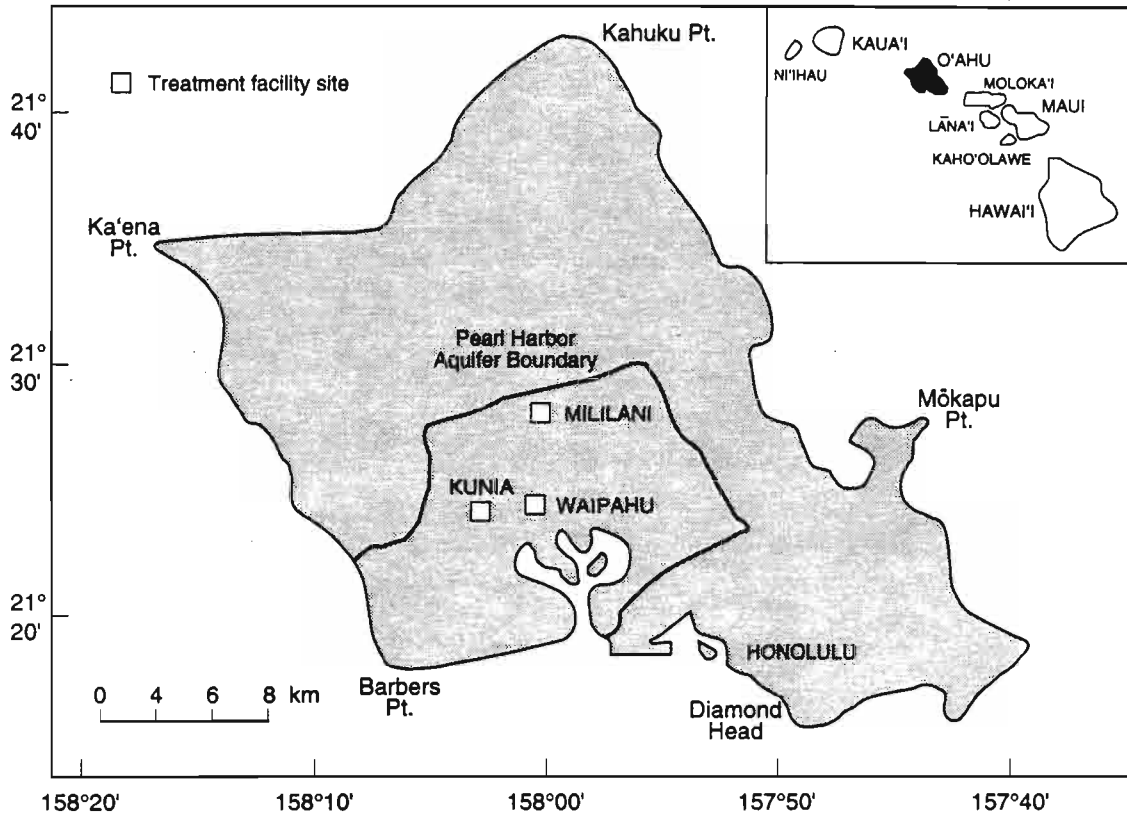 Kahuku Pt.
Treatment facility site
KAUA'I
NI'IHAU
O'AHU
MOLOKA'I
MAUI
LĀNA'I
KAHO'OLAWE
HAWAI'I
21°
40'
Ka'ena
Pt.
Pearl Harbor
Aquifer Boundary
21°
30'
Mōkapu
Pt.
MILILANI
KUNIA
WAIPAHU
21°
20'
HONOLULU
0 4 6 8 km
Barbers
Pt.
Diamond
Head
158°20' 158°10' 158°00' 157°50' 157°40'